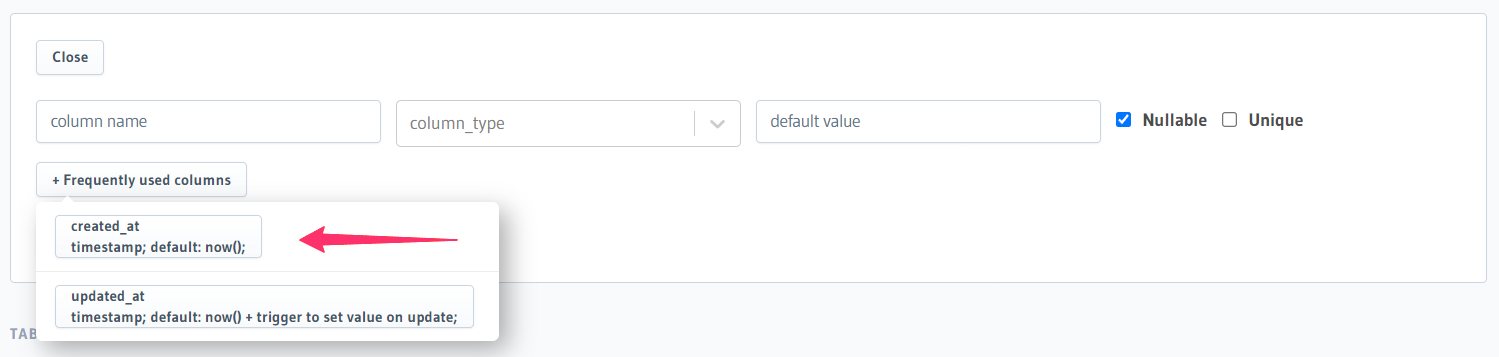 Close
column name
column_type
default value
Nullable
Unique
+ Frequently used columns
created_at
timestamp; default: now();
updated_at
timestamp; default: now() + trigger to set value on update;
TAB